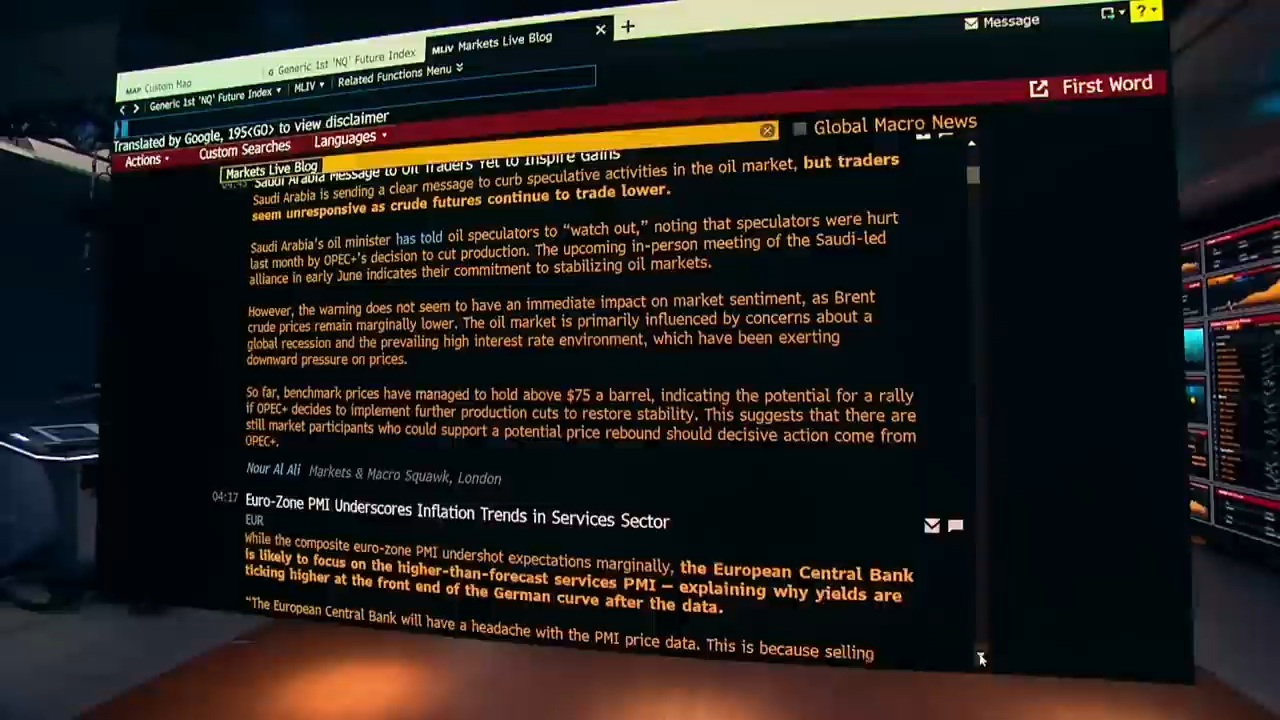 MAP Custom Map
G Generic 1st 'NQ' Future Index
MLIV Markets Live Blog
Message
?
Generic 1st 'NQ' Future Index
MLIV
Related Functions Menu
Translated by Google, 195<GO> to view disclaimer
First Word
Actions
Custom Searches
Languages
Global Macro News
Markets Live Blog
Saudi Arabia Message to Oil Traders Yet to Inspire Gains
Saudi Arabia is sending a clear message to curb speculative activities in the oil market, but traders
seem unresponsive as crude futures continue to trade lower.
Saudi Arabia's oil minister has told oil speculators to “watch out,” noting that speculators were hurt
last month by OPEC+'s decision to cut production. The upcoming in-person meeting of the Saudi-led
alliance in early June indicates their commitment to stabilizing oil markets.
However, the warning does not seem to have an immediate impact on market sentiment, as Brent
crude prices remain marginally lower. The oil market is primarily influenced by concerns about a
global recession and the prevailing high interest rate environment, which have been exerting
downward pressure on prices.
So far, benchmark prices have managed to hold above $75 a barrel, indicating the potential for a rally
if OPEC+ decides to implement further production cuts to restore stability. This suggests that there are
still market participants who could support a potential price rebound should decisive action come from
OPEC+.
Nour Al Ali Markets & Macro Squawk, London
04:17 Euro-Zone PMI Underscores Inflation Trends in Services Sector
EUR
While the composite euro-zone PMI undershot expectations marginally, the European Central Bank
is likely to focus on the higher-than-forecast services PMI — explaining why yields are
ticking higher at the front end of the German curve after the data.
“The European Central Bank will have a headache with the PMI price data. This is because selling